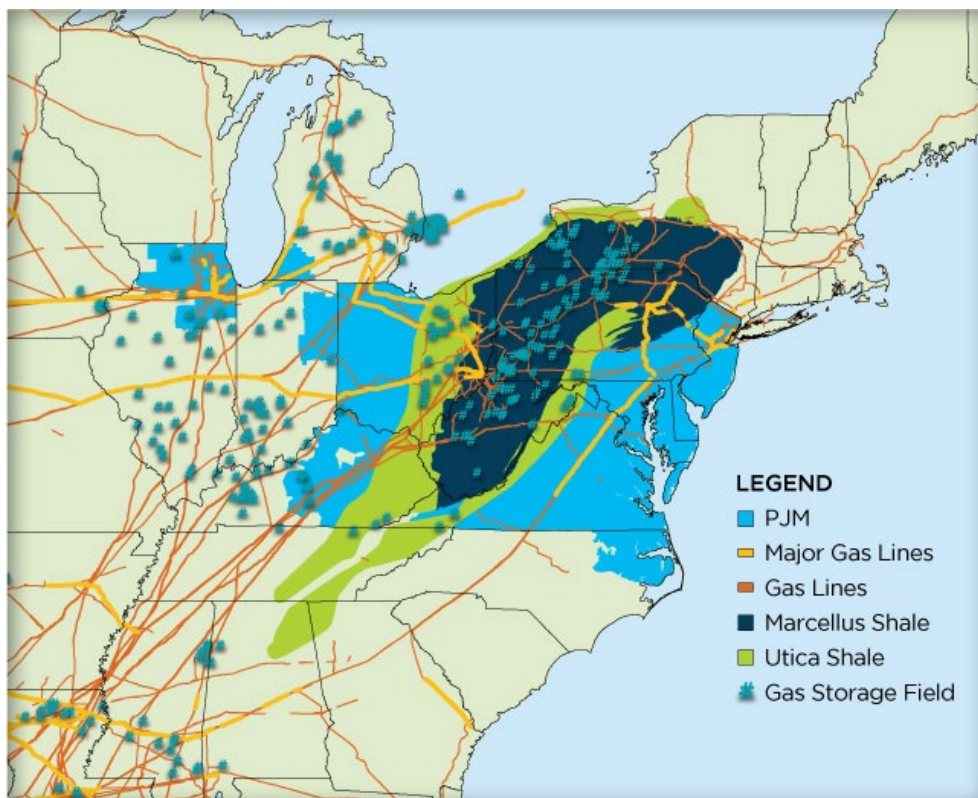 LEGEND
PJM
Major Gas Lines
Gas Lines
Marcellus Shale
Utica Shale
# Gas Storage Field